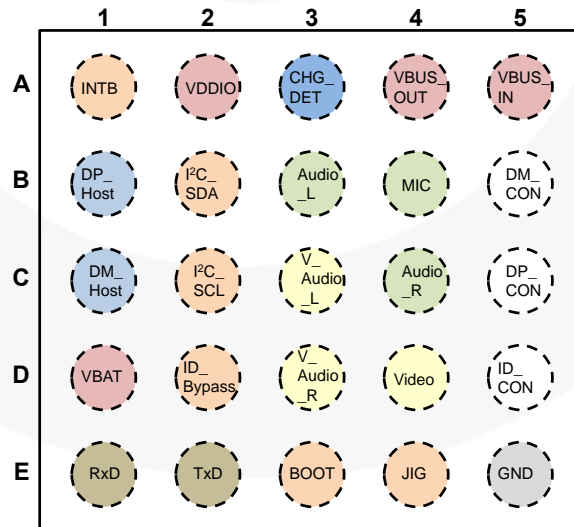 1 2 3 4 5
A
INTB
VDDIO
CHG_
DET
VBUS_
OUT
VBUS_
IN
B
DP_
Host
I²C_
SDA
Audio
_L
MIC
DM_
CON
C
DM_
Host
I²C_
SCL
V_
Audio
_L
Audio
_R
DP_
CON
D
VBAT
ID_
Bypass
V_
Audio
_R
Video
ID_
CON
E
RxD
TxD
BOOT
JIG
GND